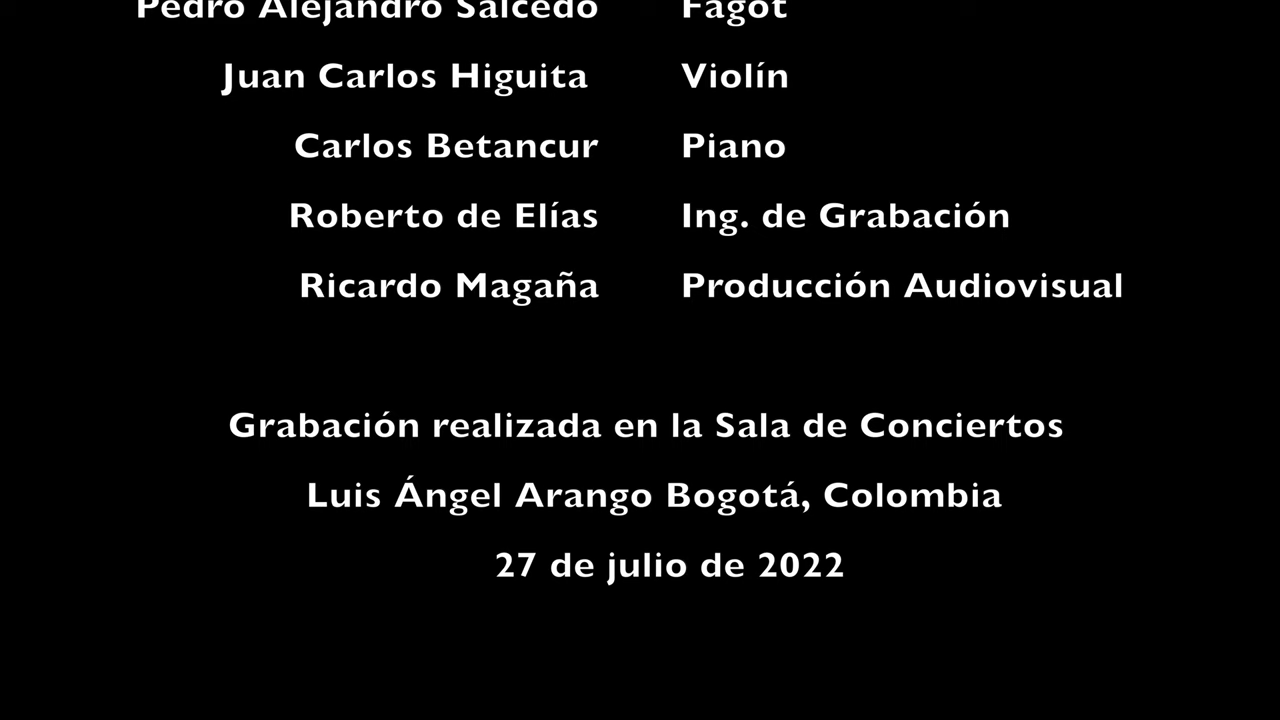 Pedro Alejandro Salcedo Fagot
Juan Carlos Higuita Violín
Carlos Betancur Piano
Roberto de Elías Ing. de Grabación
Ricardo Magaña Producción Audiovisual
Grabación realizada en la Sala de Conciertos
Luis Ángel Arango Bogotá, Colombia
27 de julio de 2022